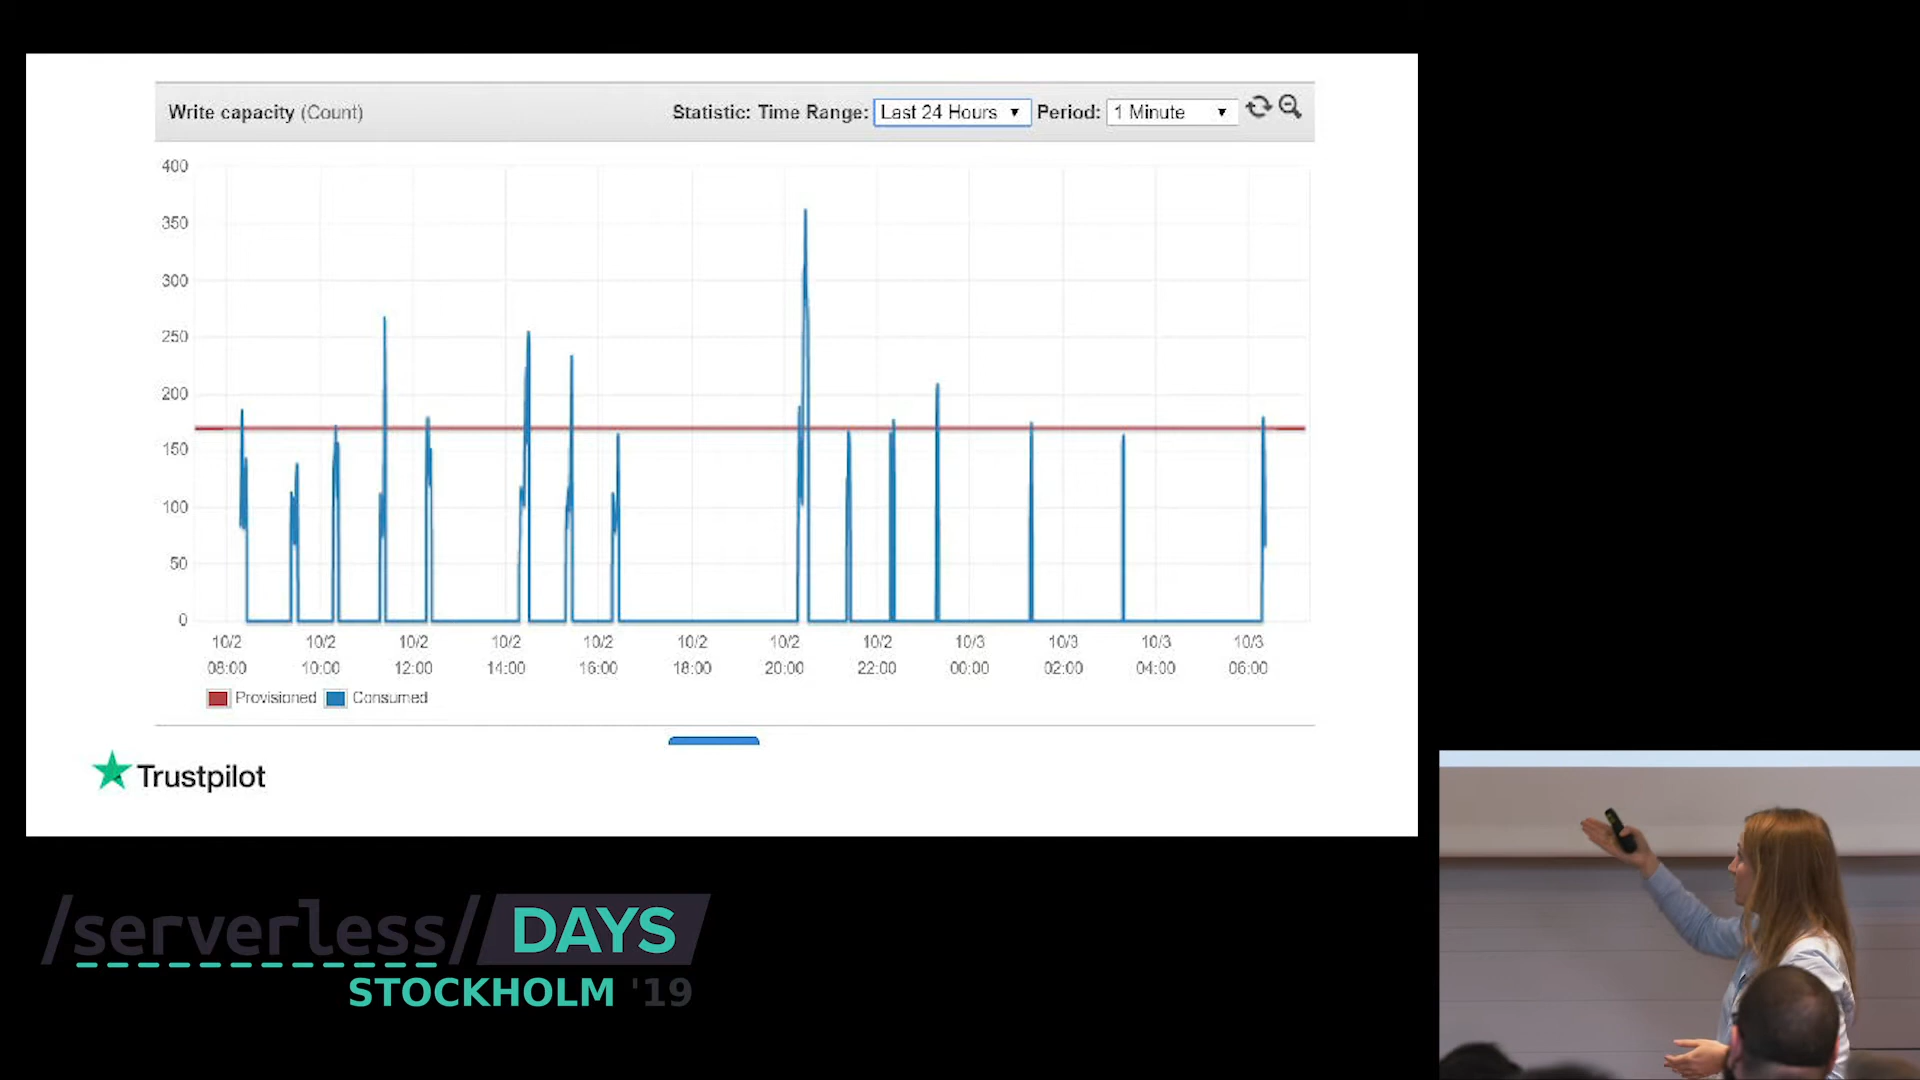 Write capacity (Count) Statistic: Time Range: Last 24 Hours Period: 1 Minute
400
350
300
250
200
150
100
50
0
10/2 10/2 10/2 10/2 10/2 10/2 10/2 10/2 10/3 10/3 10/3 10/3
08:00 10:00 12:00 14:00 16:00 18:00 20:00 22:00 00:00 02:00 04:00 06:00
Provisioned Consumed
Trustpilot
/serverless/ DAYS
STOCKHOLM '19